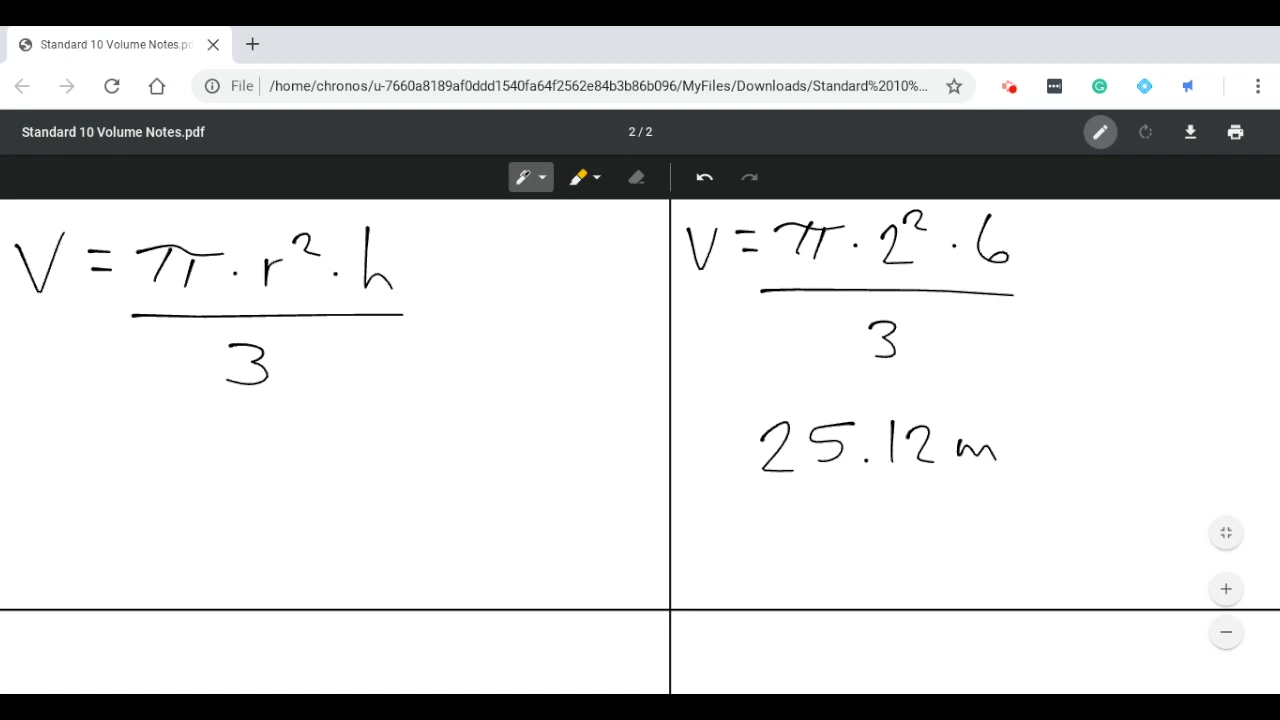 Standard 10 Volume Notes.pd
File | /home/chronos/u-7660a8189af0ddd1540fa64f2562e84b3b86b096/MyFiles/Downloads/Standard%2010%...
Standard 10 Volume Notes.pdf
2 / 2
V = π · r² · h
3
V = π · 2² · 6
3
25.12 m